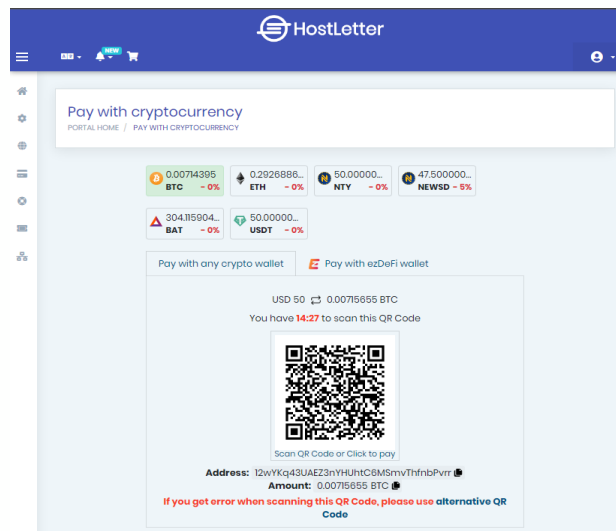 HostLetter
NEW
Pay with cryptocurrency
PORTAL HOME / PAY WITH CRYPTOCURRENCY
0.00714395
BTC - 0%
0.2926886...
ETH - 0%
50.00000...
NTY - 0%
47.500000...
NEWSD - 5%
304.115904...
BAT - 0%
50.00000...
USDT - 0%
Pay with any crypto wallet
Pay with ezDeFi wallet
USD 50 0.00715655 BTC
You have 14:27 to scan this QR Code
Scan QR Code or Click to pay
Address: 12wYKq43UAEZ3nYHUhtC6MSmvThfnbPvrr
Amount: 0.00715655 BTC
If you get error when scanning this QR Code, please use alternative QR
Code